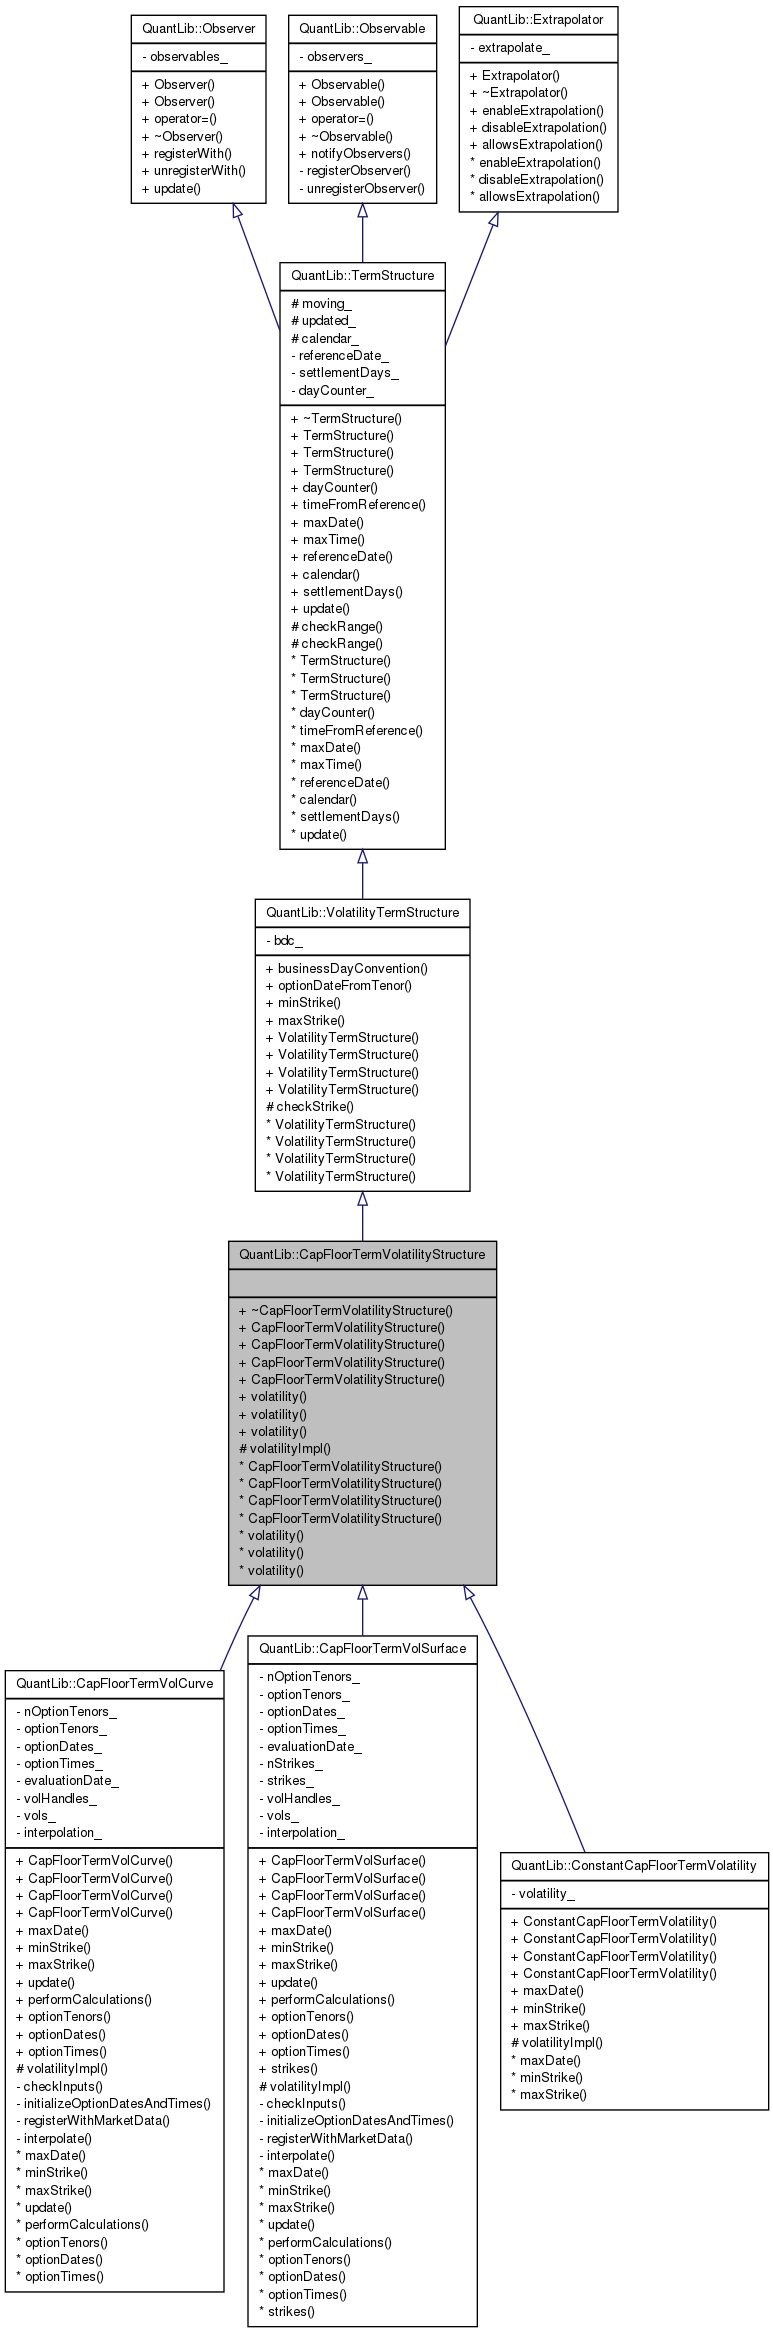 QuantLib::Observer
- observables_
+ Observer()
+ Observer()
+ operator=()
+ ~Observer()
+ registerWith()
+ unregisterWith()
+ update()
QuantLib::Observable
- observers_
+ Observable()
+ Observable()
+ operator=()
+ ~Observable()
+ notifyObservers()
- registerObserver()
- unregisterObserver()
QuantLib::Extrapolator
- extrapolate_
+ Extrapolator()
+ ~Extrapolator()
+ enableExtrapolation()
+ disableExtrapolation()
+ allowsExtrapolation()
* enableExtrapolation()
* disableExtrapolation()
* allowsExtrapolation()
QuantLib::TermStructure
# moving_
# updated_
# calendar_
- referenceDate_
- settlementDays_
- dayCounter_
+ ~TermStructure()
+ TermStructure()
+ TermStructure()
+ TermStructure()
+ dayCounter()
+ timeFromReference()
+ maxDate()
+ maxTime()
+ referenceDate()
+ calendar()
+ settlementDays()
+ update()
# checkRange()
# checkRange()
* TermStructure()
* TermStructure()
* TermStructure()
* dayCounter()
* timeFromReference()
* maxDate()
* maxTime()
* referenceDate()
* calendar()
* settlementDays()
* update()
QuantLib::VolatilityTermStructure
- bdc_
+ businessDayConvention()
+ optionDateFromTenor()
+ minStrike()
+ maxStrike()
+ VolatilityTermStructure()
+ VolatilityTermStructure()
+ VolatilityTermStructure()
+ VolatilityTermStructure()
# checkStrike()
* VolatilityTermStructure()
* VolatilityTermStructure()
* VolatilityTermStructure()
* VolatilityTermStructure()
QuantLib::CapFloorTermVolatilityStructure
+ ~CapFloorTermVolatilityStructure()
+ CapFloorTermVolatilityStructure()
+ CapFloorTermVolatilityStructure()
+ CapFloorTermVolatilityStructure()
+ CapFloorTermVolatilityStructure()
+ volatility()
+ volatility()
+ volatility()
# volatilityImpl()
* CapFloorTermVolatilityStructure()
* CapFloorTermVolatilityStructure()
* CapFloorTermVolatilityStructure()
* CapFloorTermVolatilityStructure()
* volatility()
* volatility()
* volatility()
QuantLib::CapFloorTermVolCurve
- nOptionTenors_
- optionTenors_
- optionDates_
- optionTimes_
- evaluationDate_
- volHandles_
- vols_
- interpolation_
+ CapFloorTermVolCurve()
+ CapFloorTermVolCurve()
+ CapFloorTermVolCurve()
+ CapFloorTermVolCurve()
+ maxDate()
+ minStrike()
+ maxStrike()
+ update()
+ performCalculations()
+ optionTenors()
+ optionDates()
+ optionTimes()
# volatilityImpl()
- checkInputs()
- initializeOptionDatesAndTimes()
- registerWithMarketData()
- interpolate()
* maxDate()
* minStrike()
* maxStrike()
* update()
* performCalculations()
* optionTenors()
* optionDates()
* optionTimes()
QuantLib::CapFloorTermVolSurface
- nOptionTenors_
- optionTenors_
- optionDates_
- optionTimes_
- evaluationDate_
- nStrikes_
- strikes_
- volHandles_
- vols_
- interpolation_
+ CapFloorTermVolSurface()
+ CapFloorTermVolSurface()
+ CapFloorTermVolSurface()
+ CapFloorTermVolSurface()
+ maxDate()
+ minStrike()
+ maxStrike()
+ update()
+ performCalculations()
+ optionTenors()
+ optionDates()
+ optionTimes()
+ strikes()
# volatilityImpl()
- checkInputs()
- initializeOptionDatesAndTimes()
- registerWithMarketData()
- interpolate()
* maxDate()
* minStrike()
* maxStrike()
* update()
* performCalculations()
* optionTenors()
* optionDates()
* optionTimes()
* strikes()
QuantLib::ConstantCapFloorTermVolatility
- volatility_
+ ConstantCapFloorTermVolatility()
+ ConstantCapFloorTermVolatility()
+ ConstantCapFloorTermVolatility()
+ ConstantCapFloorTermVolatility()
+ maxDate()
+ minStrike()
+ maxStrike()
# volatilityImpl()
* maxDate()
* minStrike()
* maxStrike()